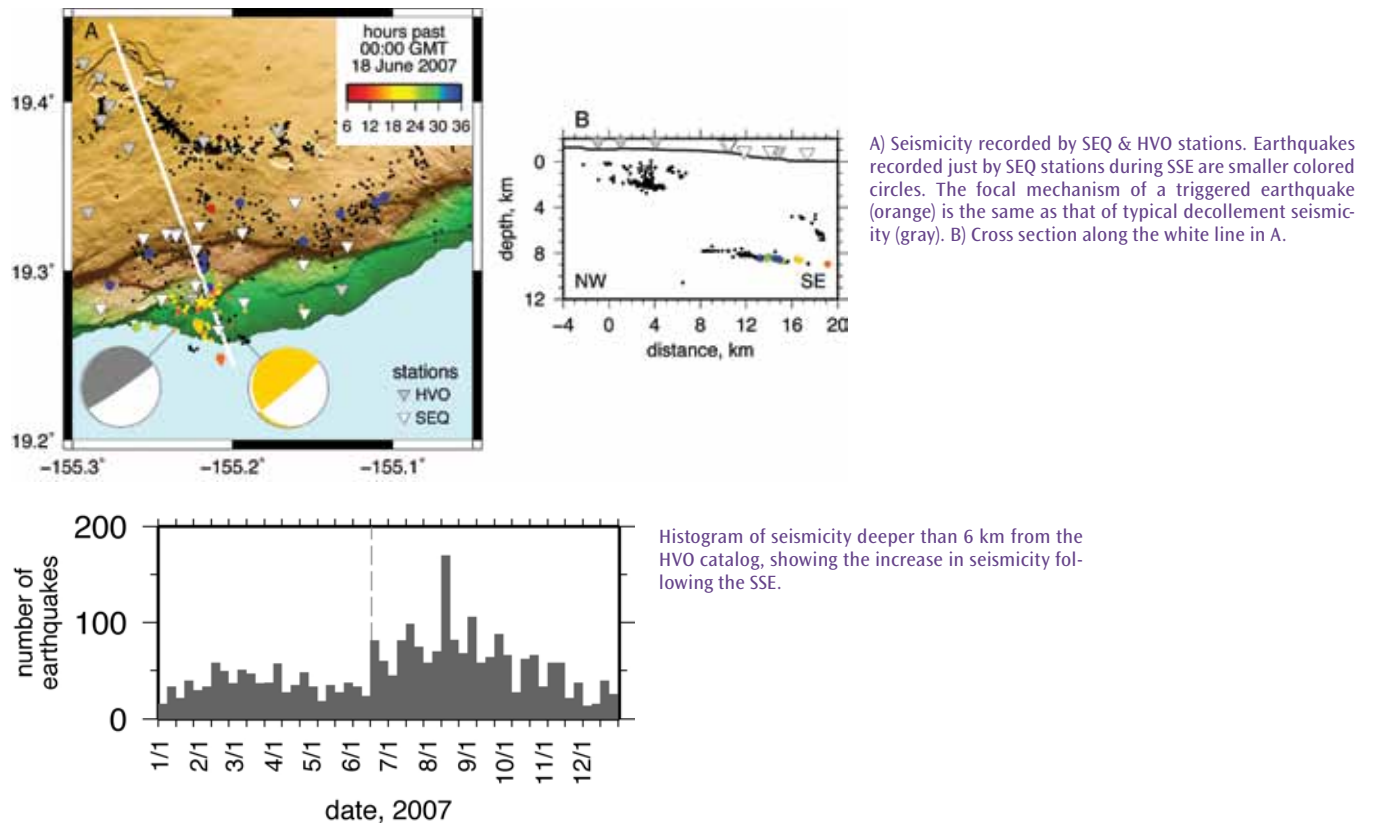 A
hours past
00:00 GMT
18 June 2007
6 12 18 24 30 36
19.4°
19.3°
19.2°
−155.3° −155.2° −155.1°
stations
HVO
SEQ
B
depth, km
0
4
8
12
NW SE
−4 0 4 8 12 16 20
distance, km
A) Seismicity recorded by SEQ & HVO stations. Earthquakes
recorded just by SEQ stations during SSE are smaller colored
circles. The focal mechanism of a triggered earthquake
(orange) is the same as that of typical decollement seismic-
ity (gray). B) Cross section along the white line in A.
number of
earthquakes
200
100
0
1/1 2/1 3/1 4/1 5/1 6/1 7/1 8/1 9/1 10/1 11/1 12/1
date, 2007
Histogram of seismicity deeper than 6 km from the
HVO catalog, showing the increase in seismicity fol-
lowing the SSE.